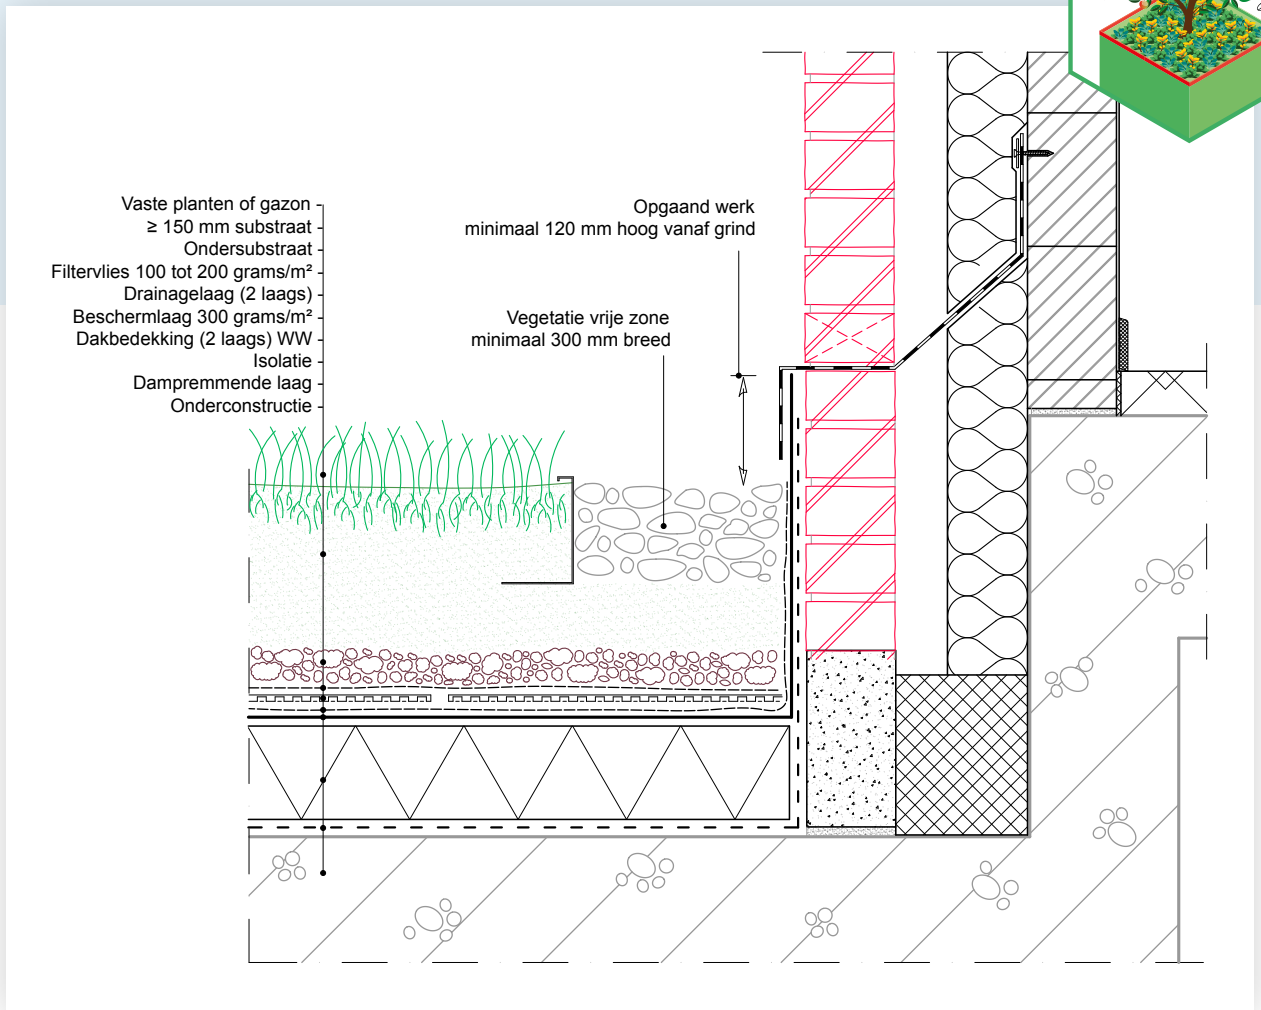 Vaste planten of gazon
≥ 150 mm substraat
Ondersubstraat
Filtervlies 100 tot 200 grams/m²
Drainagelaag (2 laags)
Beschermlaag 300 grams/m²
Dakbedekking (2 laags) WW
Isolatie
Dampremmende laag
Onderconstructie
Opgaand werk
minimaal 120 mm hoog vanaf grind
Vegetatie vrije zone
minimaal 300 mm breed